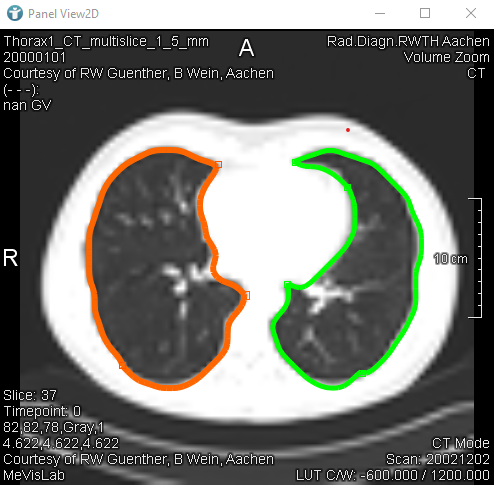 Panel View2D
Thorax1_CT_multislice_1_5_mm
20000101
Courtesy of RW Guenther, B Wein, Aachen
(- - -):
nan GV
A
Rad.Diagn.RWTH Aachen
Volume Zoom
CT
R
10 cm
Slice: 37
Timepoint: 0
82,82,78,Gray,1
4.622,4.622,4.622
Courtesy of RW Guenther, B Wein, Aachen
MeVisLab
CT Mode
Scan: 20021202
LUT C/W: -600.000 / 1200.000